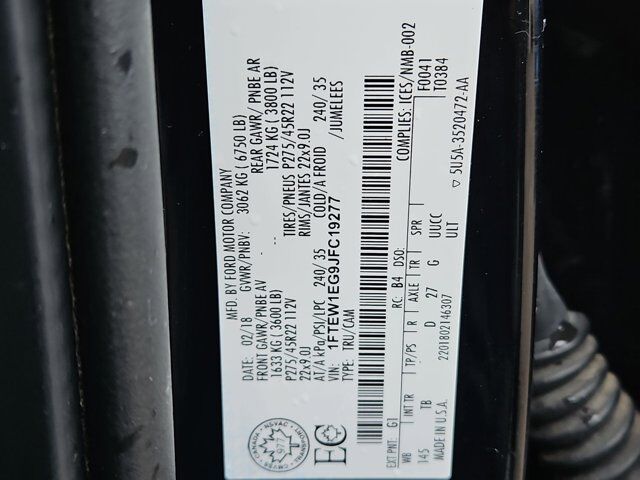 MFD. BY FORD MOTOR COMPANY
DATE: 02/18 GVWR/PNBV: 3062 KG ( 6750 LB)
FRONT GAWR/ PNBE AV REAR GAWR/ PNBE AR
1633 KG ( 3600 LB) 1724 KG ( 3800 LB)
P275/45R22 112V TIRES/PNEUS P275/45R22 112V
22x9.0J RIMS/JANTES 22x9.0J
AT/A kPa/PSI/LPC 240/ 35 COLD/A FROID 240/ 35
VIN: 1FTEW1EG9JFC19277 /JUMELEES
TYPE: TRU/CAM
EC
COMPLIES: ICES/NMB-002
EXT PNT: G1 RC: B4 DSO: F0041
T0384
WB INT TR TP/PS R AXLE TR SPR
145 TB D 27 G UUCC
ULT
MADE IN U.S.A. 2201802146307 5U5A-3520472-AA